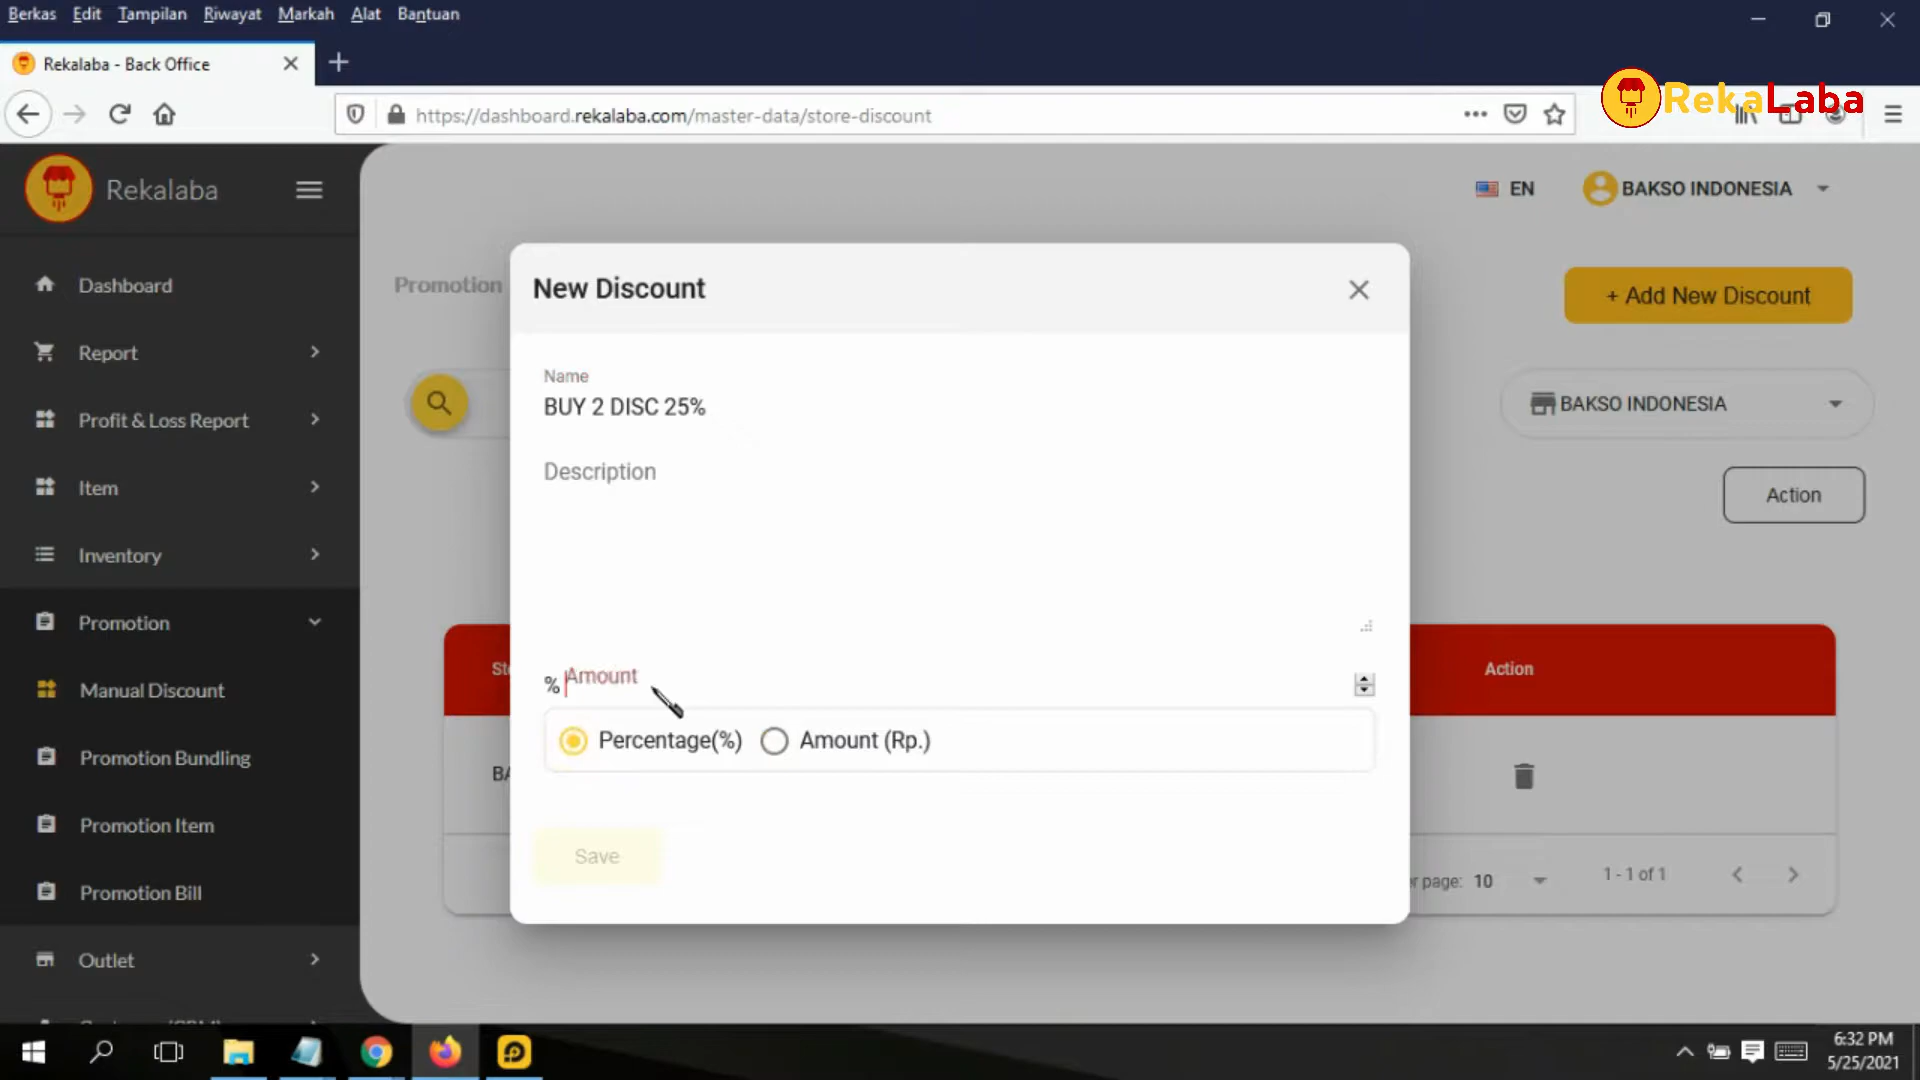 Berkas Edit Tampilan Riwayat Markah Alat Bantuan
Rekalaba - Back Office
https://dashboard.rekalaba.com/master-data/store-discount
RekaLaba
Rekalaba
EN
BAKSO INDONESIA
Dashboard
Report
Profit & Loss Report
Item
Inventory
Promotion
Manual Discount
Promotion Bundling
Promotion Item
Promotion Bill
Outlet
Promotion
+ Add New Discount
BAKSO INDONESIA
Action
New Discount
Name
BUY 2 DISC 25%
Description
% Amount
Percentage(%)
Amount (Rp.)
Save
Action
page: 10
1 - 1 of 1
6:32 PM
5/25/2021